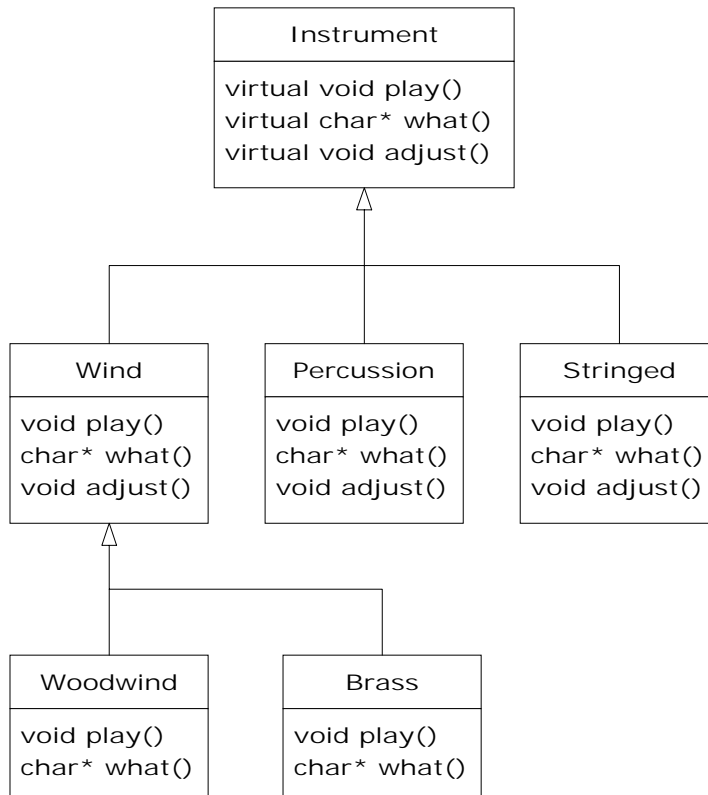 Instrument
virtual void play()
virtual char* what()
virtual void adjust()
Wind
void play()
char* what()
void adjust()
Percussion
void play()
char* what()
void adjust()
Stringed
void play()
char* what()
void adjust()
Woodwind
void play()
char* what()
Brass
void play()
char* what()